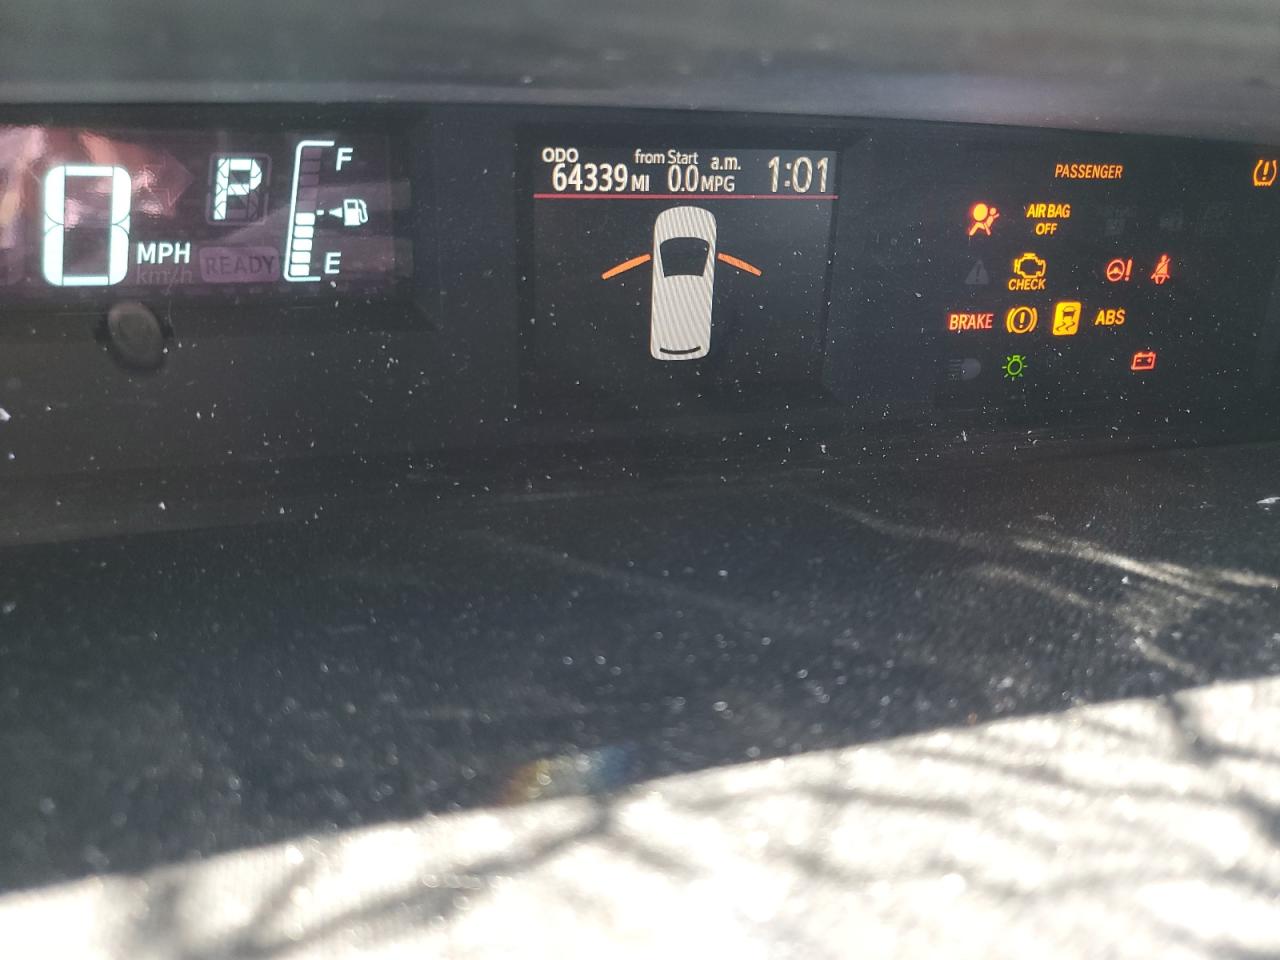 0 MPH
km/h
P
READY
F
E
ODO 64339 MI
from Start 0.0 MPG
a.m. 1:01
PASSENGER
AIR BAG
OFF
CHECK
BRAKE
ABS